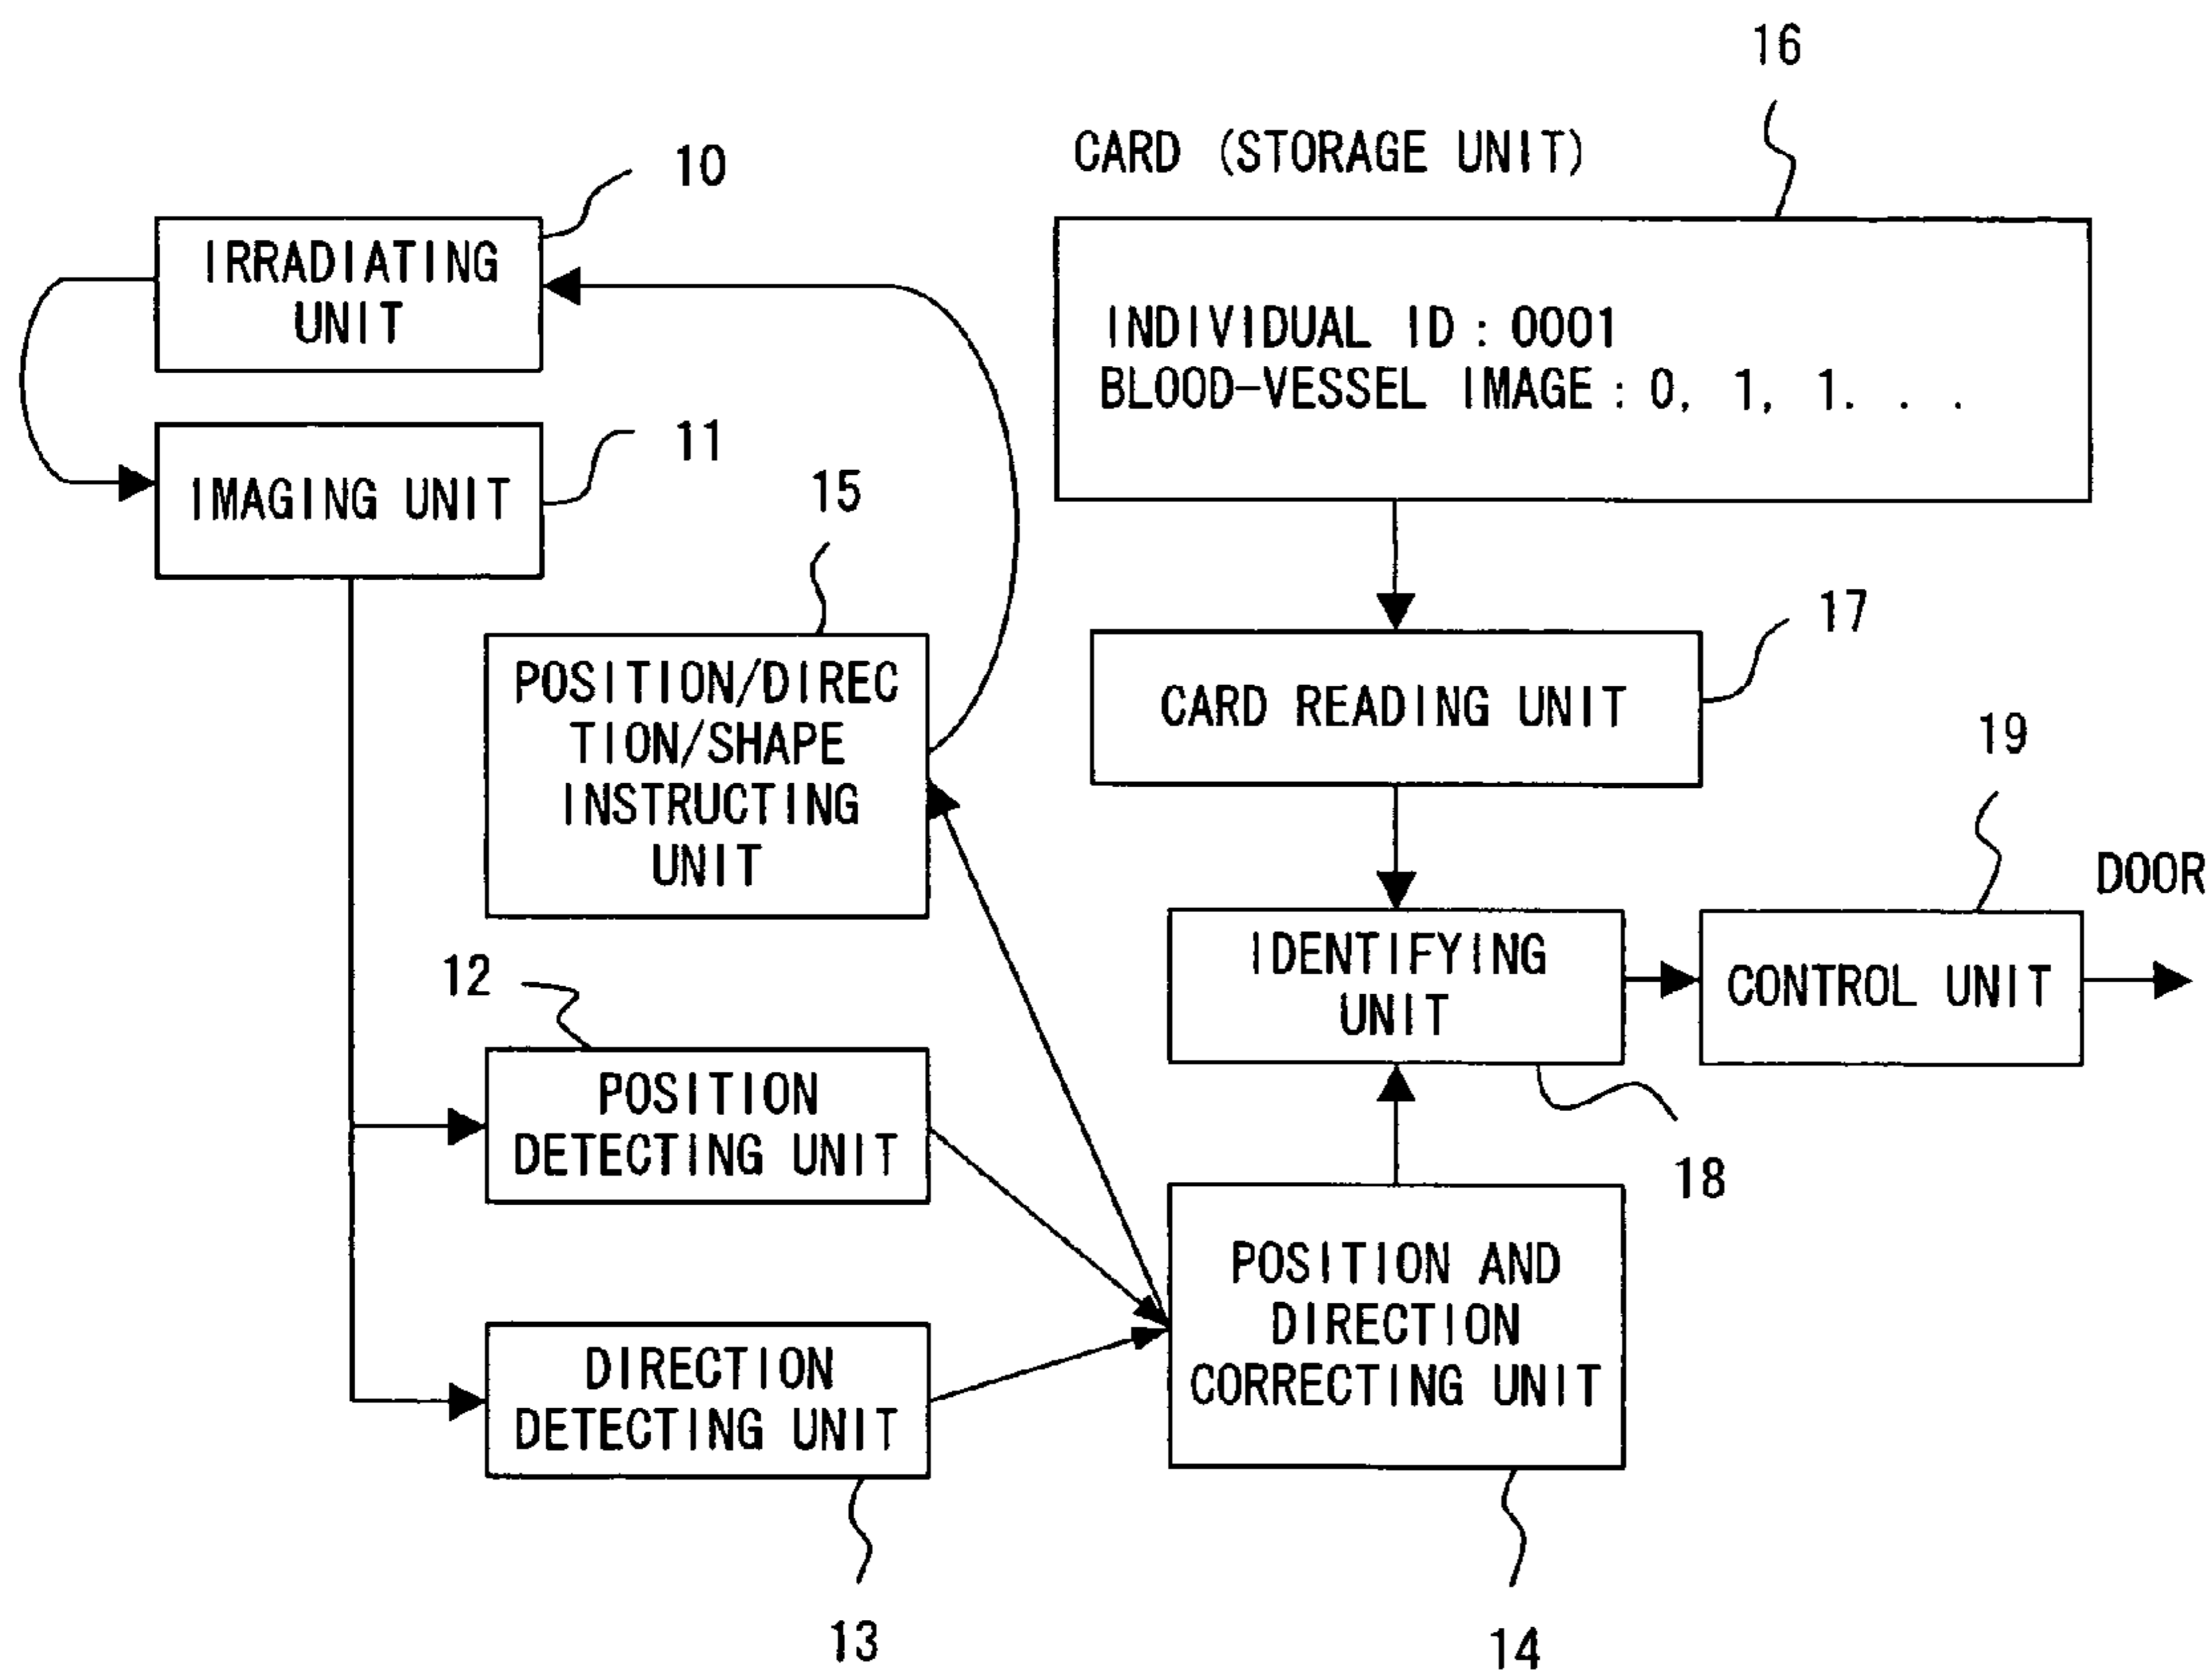 16
CARD (STORAGE UNIT)
10
IRRADIATING
UNIT
INDIVIDUAL ID : 0001
BLOOD-VESSEL IMAGE : 0, 1, 1. . .
11
IMAGING UNIT
15
17
POSITION/DIREC
TION/SHAPE
INSTRUCTING
UNIT
CARD READING UNIT
19
DOOR
12
IDENTIFYING
UNIT
CONTROL UNIT
POSITION
DETECTING UNIT
18
POSITION AND
DIRECTION
CORRECTING UNIT
DIRECTION
DETECTING UNIT
13
14